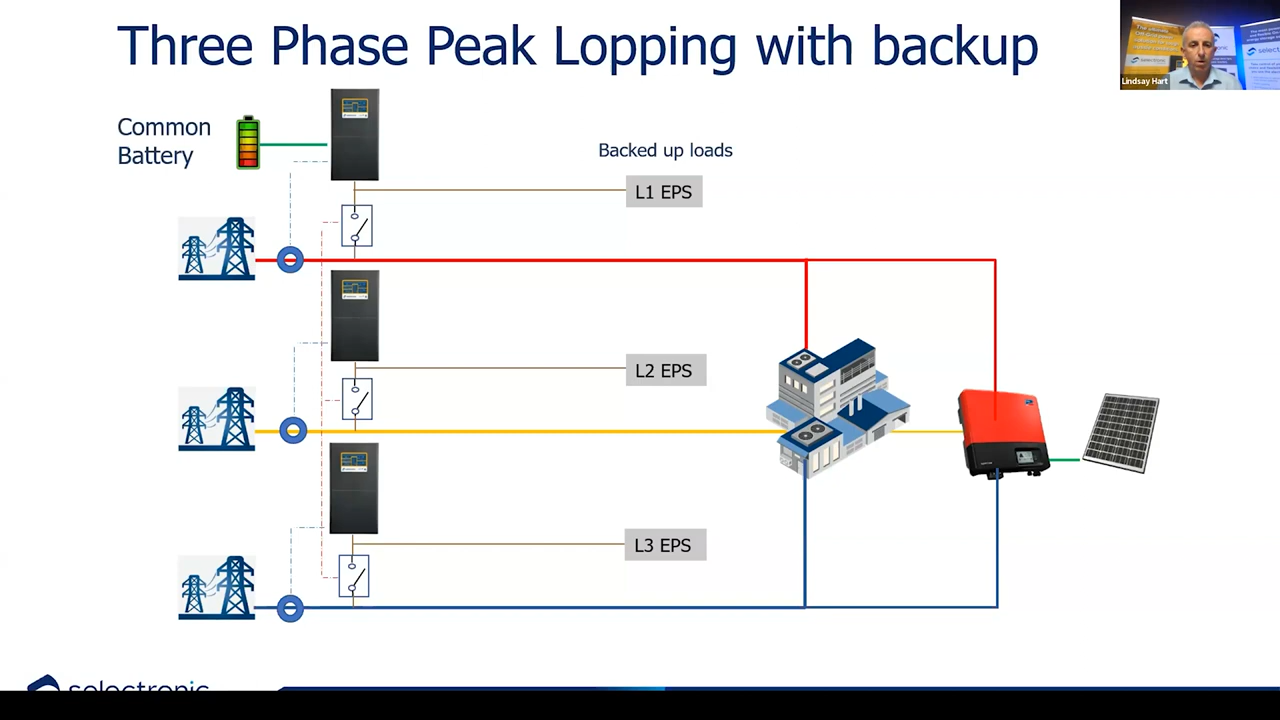 Three Phase Peak Lopping with backup
Lindsay Hart
Common
Battery
Backed up loads
L1 EPS
L2 EPS
L3 EPS
selectronic